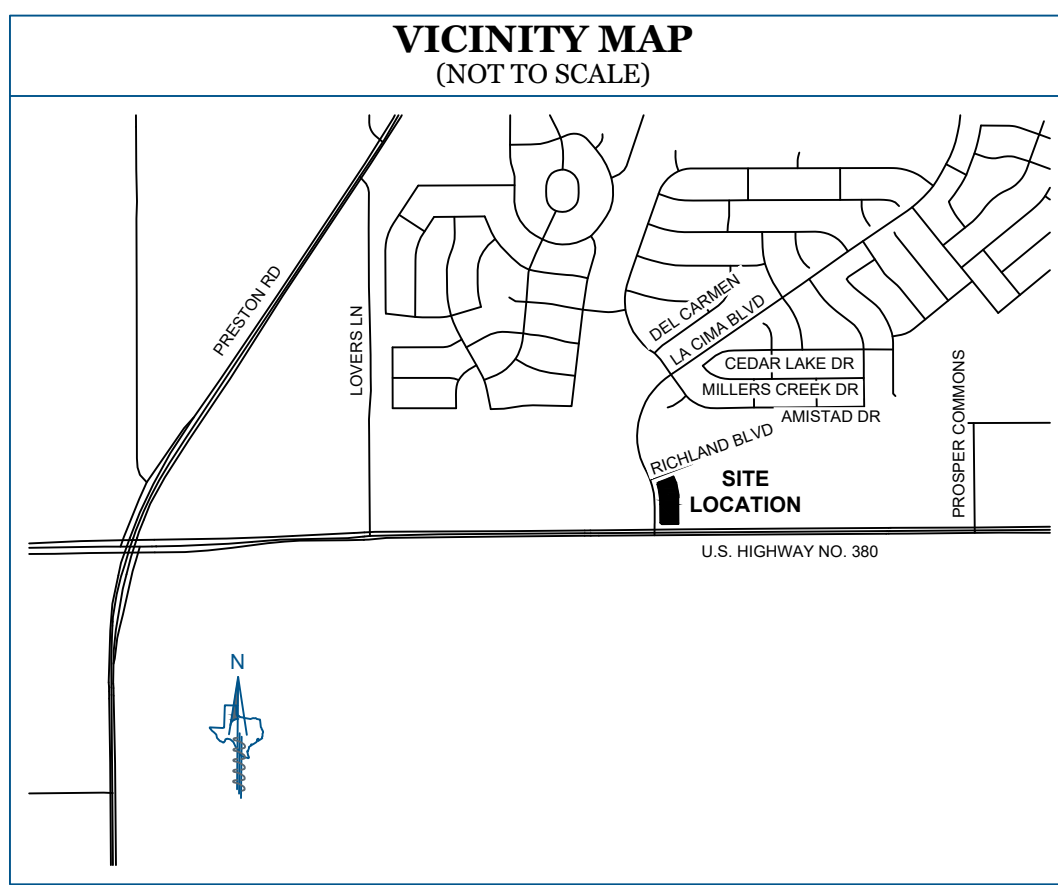 VICINITY MAP
(NOT TO SCALE)
PRESTON RD
LOVERS LN
DEL CARMEN
LA CIMA BLVD
CEDAR LAKE DR
MILLERS CREEK DR
AMISTAD DR
PROSPER COMMONS
RICHLAND BLVD
SITE
LOCATION
U.S. HIGHWAY NO. 380
N